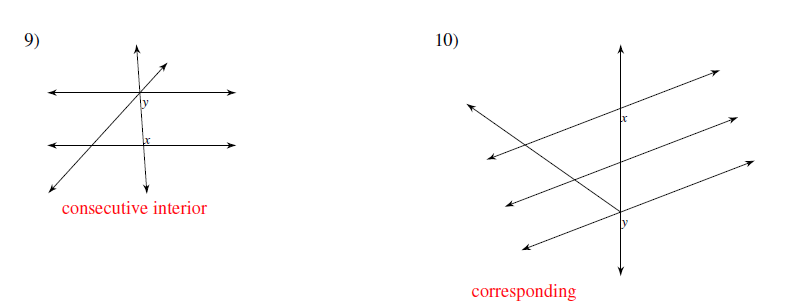 9)
10)
y
x
x
y
consecutive interior
corresponding